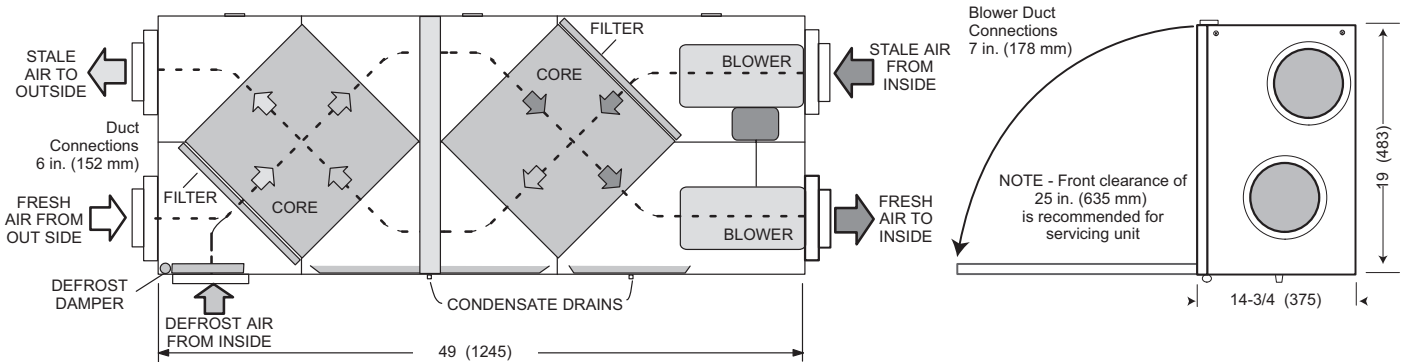 STALE
AIR TO
OUTSIDE
Duct
Connections
6 in. (152 mm)
FILTER
FRESH
AIR FROM
OUT SIDE
DEFROST
DAMPER
DEFROST AIR
FROM INSIDE
CORE
CORE
FILTER
BLOWER
BLOWER
CONDENSATE DRAINS
49 (1245)
STALE AIR
FROM
INSIDE
FRESH
AIR TO
INSIDE
Blower Duct
Connections
7 in. (178 mm)
NOTE - Front clearance of
25 in. (635 mm)
is recommended for
servicing unit
19 (483)
14-3/4 (375)